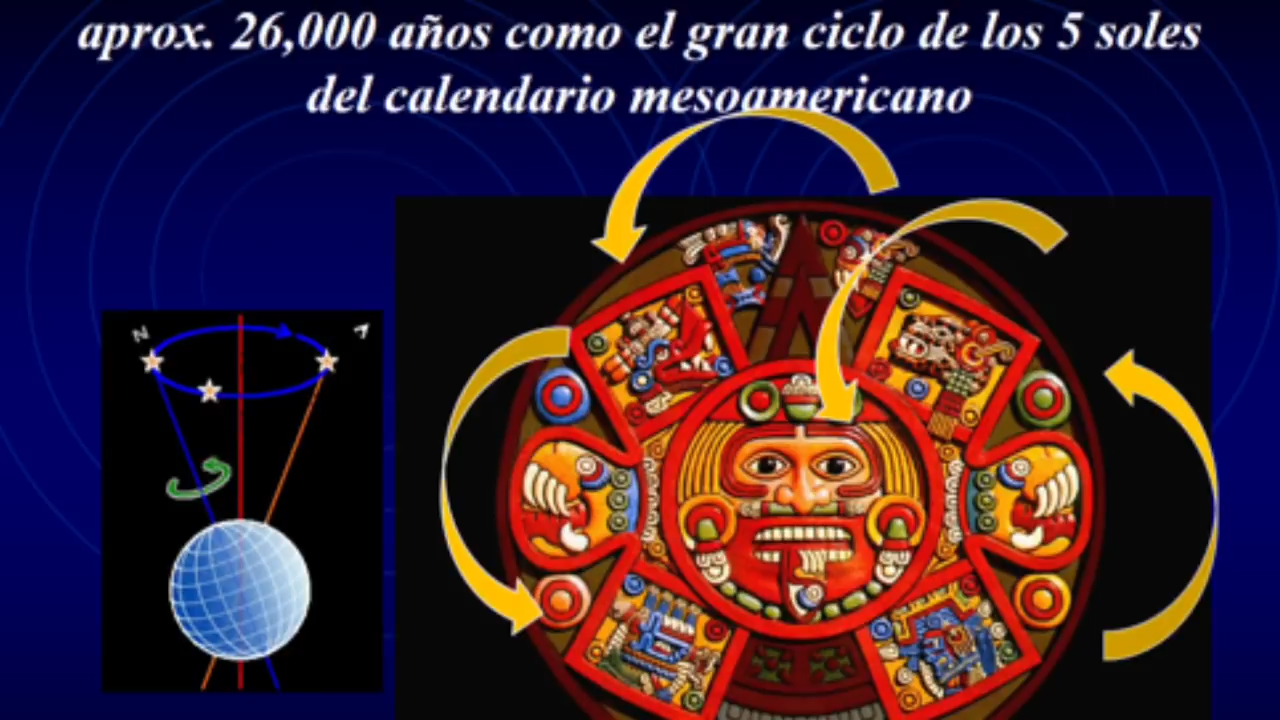 aprox. 26,000 años como el gran ciclo de los 5 soles
del calendario mesoamericano
N
A